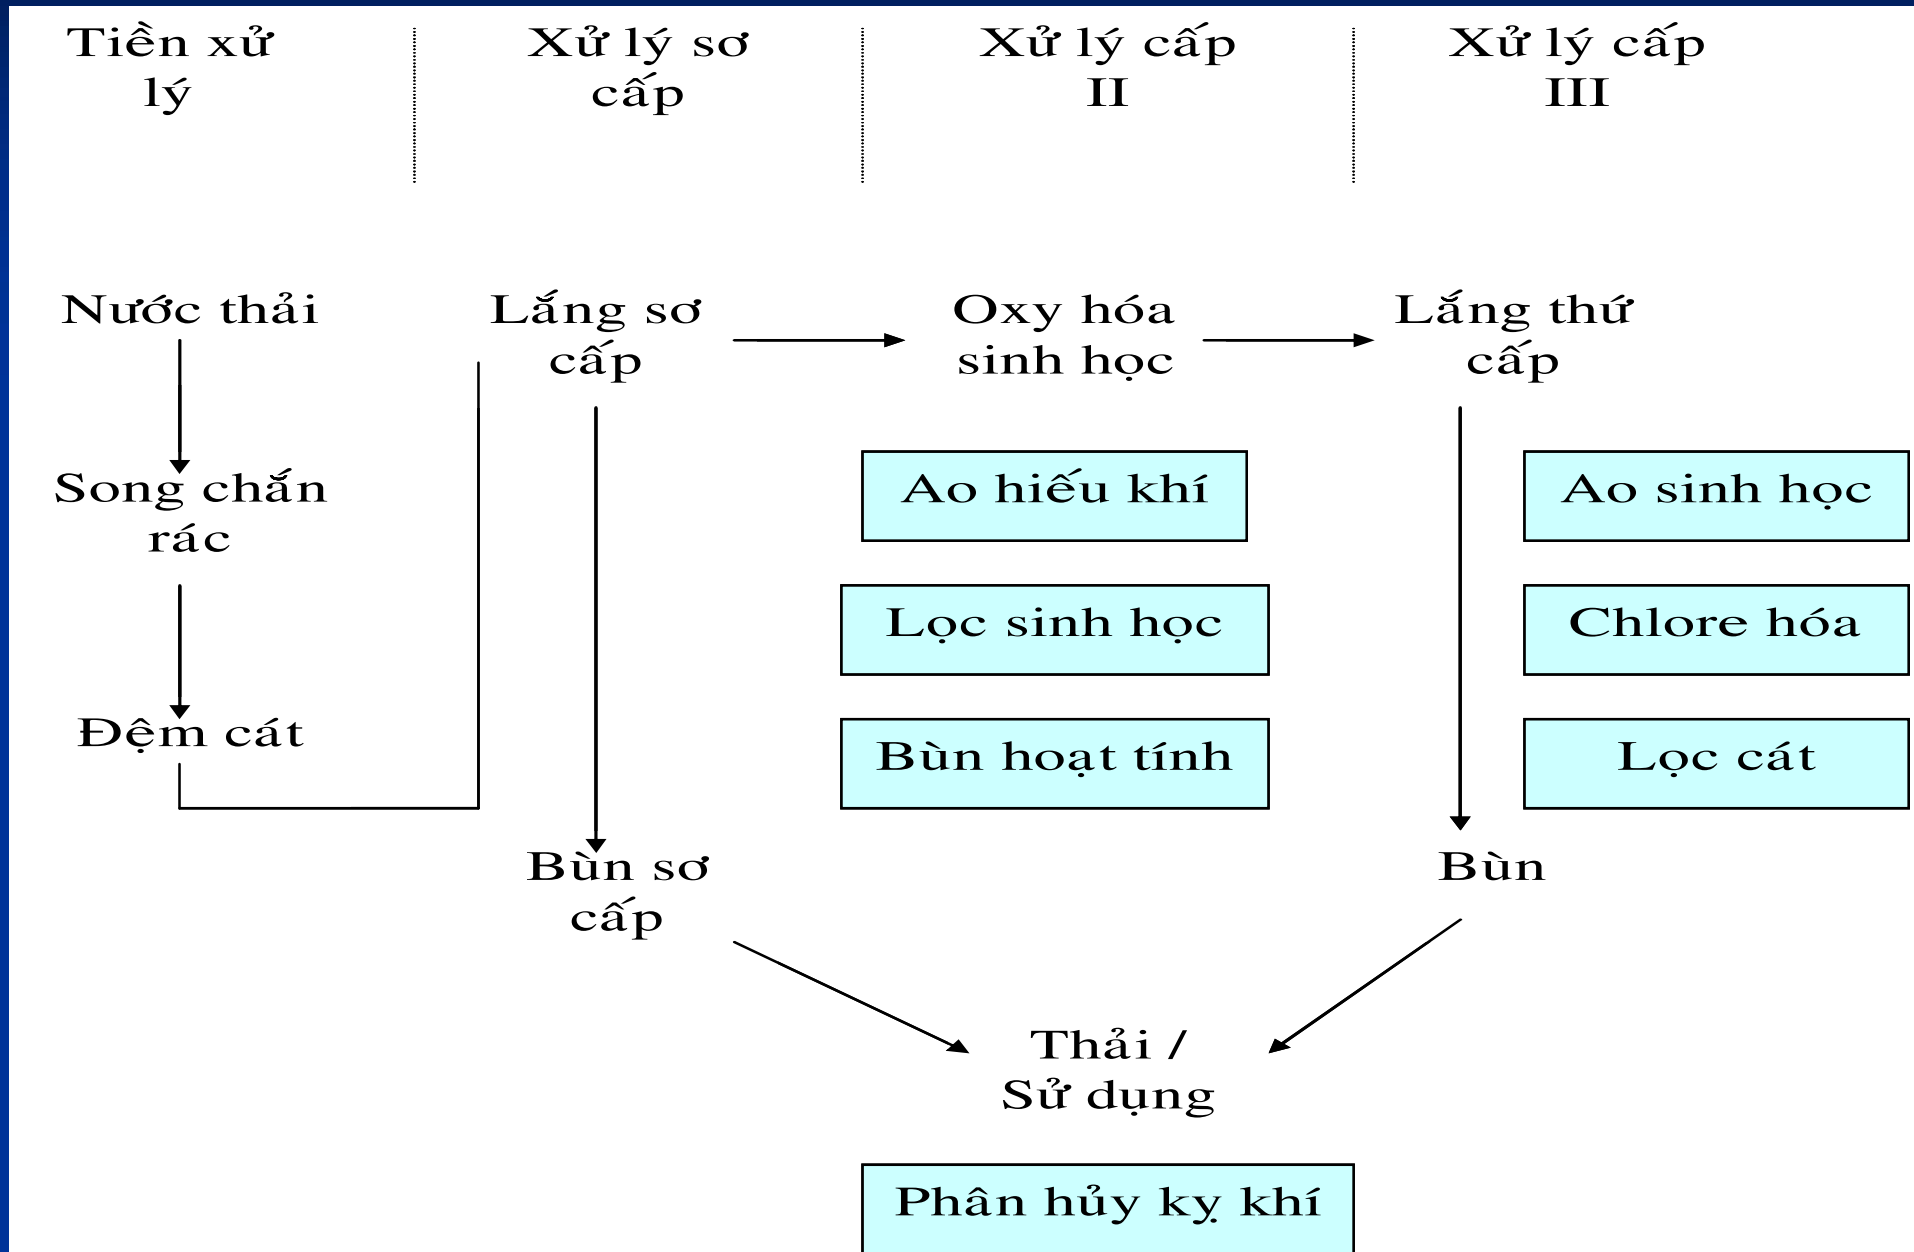 Tiền xử
lý
Xử lý sơ
cấp
Xử lý cấp
II
Xử lý cấp
III
Nước thải
Lắng sơ
cấp
Oxy hóa
sinh học
Lắng thứ
cấp
Song chắn
rác
Ao hiếu khí
Ao sinh học
Lọc sinh học
Chlore hóa
Đệm cát
Bùn hoạt tính
Lọc cát
Bùn sơ
cấp
Bùn
Thải /
Sử dụng
Phân hủy kỵ khí